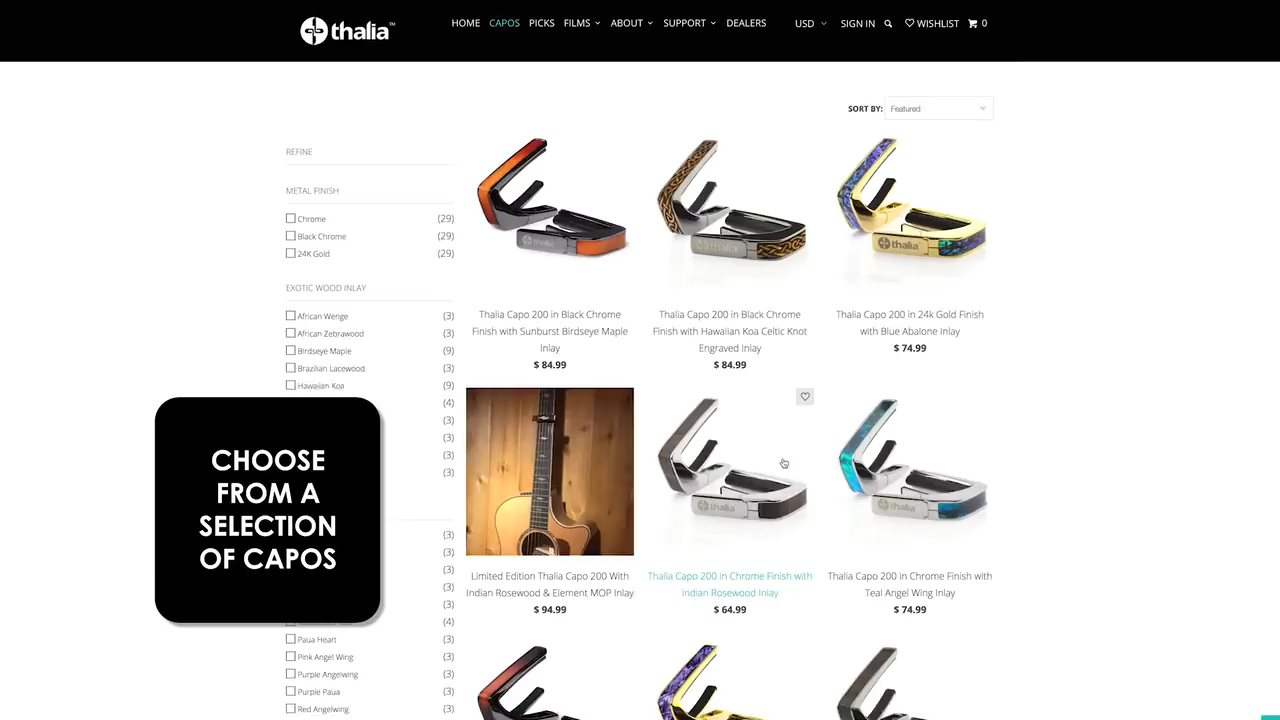 thalia™
HOME CAPOS PICKS FILMS ABOUT SUPPORT DEALERS USD SIGN IN WISHLIST 0
SORT BY: Featured
REFINE
METAL FINISH
Chrome (29)
Black Chrome (29)
24K Gold (29)
EXOTIC WOOD INLAY
African Wenge (3)
African Zebrawood (3)
Birdseye Maple (9)
Brazilian Lacewood (3)
Hawaiian Koa (9)
(4)
(3)
(3)
(3)
(3)
(3)
(3)
(3)
(3)
(3)
(4)
Paua Heart (3)
Pink Angel Wing (3)
Purple Angelwing (3)
Purple Paua (3)
Red Angelwing (3)
CHOOSE
FROM A
SELECTION
OF CAPOS
thalia
Thalia Capo 200 in Black Chrome
Finish with Sunburst Birdseye Maple
Inlay
$ 84.99
thalia
Thalia Capo 200 in Black Chrome
Finish with Hawaiian Koa Celtic Knot
Engraved Inlay
$ 84.99
thalia
Thalia Capo 200 in 24k Gold Finish
with Blue Abalone Inlay
$ 74.99
Limited Edition Thalia Capo 200 With
Indian Rosewood & Element MOP Inlay
$ 94.99
thalia
Thalia Capo 200 in Chrome Finish with
Indian Rosewood Inlay
$ 64.99
thalia
Thalia Capo 200 in Chrome Finish with
Teal Angel Wing Inlay
$ 74.99